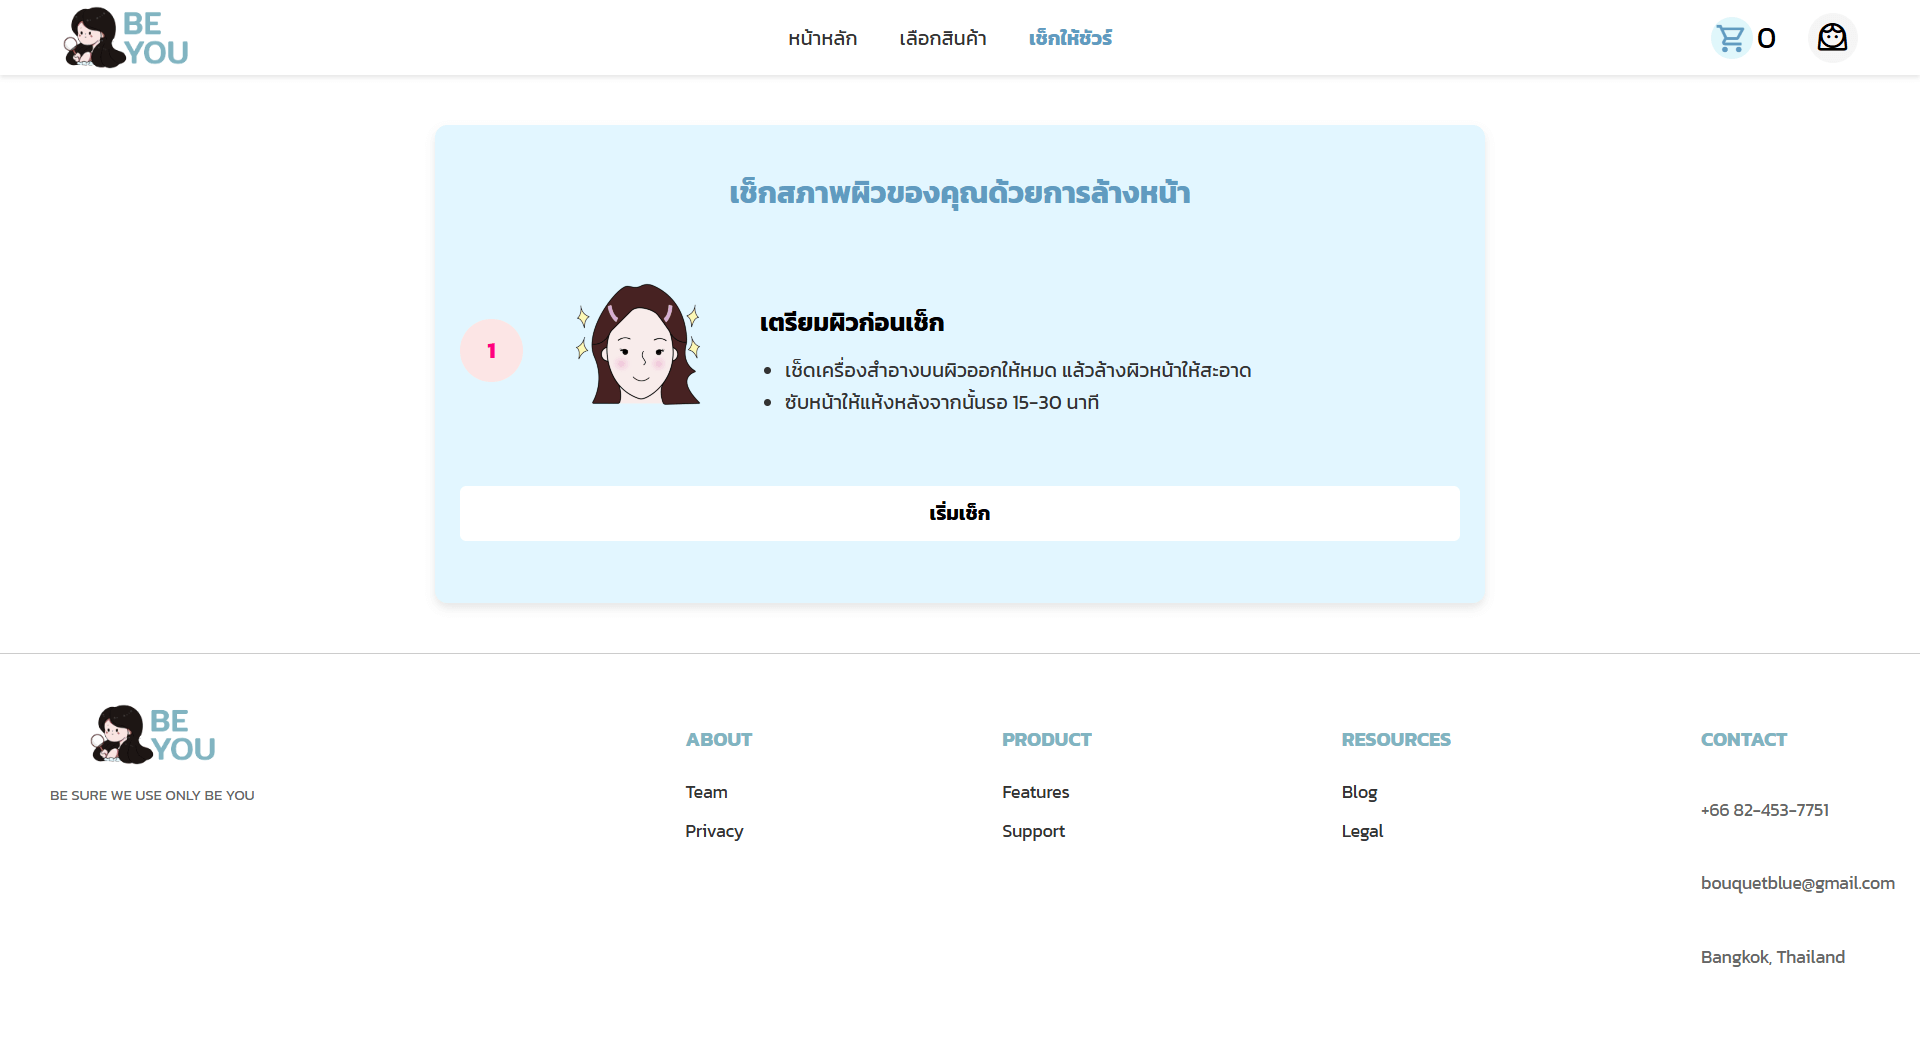 BE
YOU
หน้าหลัก
เลือกสินค้า
เช็กให้ชัวร์
0
เช็กสภาพผิวของคุณด้วยการล้างหน้า
1
เตรียมผิวก่อนเช็ก
• เช็ดเครื่องสำอางบนผิวออกให้หมด แล้วล้างผิวหน้าให้สะอาด
• ซับหน้าให้แห้งหลังจากนั้นรอ 15-30 นาที
เริ่มเช็ก
BE
YOU
BE SURE WE USE ONLY BE YOU
ABOUT
Team
Privacy
PRODUCT
Features
Support
RESOURCES
Blog
Legal
CONTACT
+66 82-453-7751
bouquetblue@gmail.com
Bangkok, Thailand